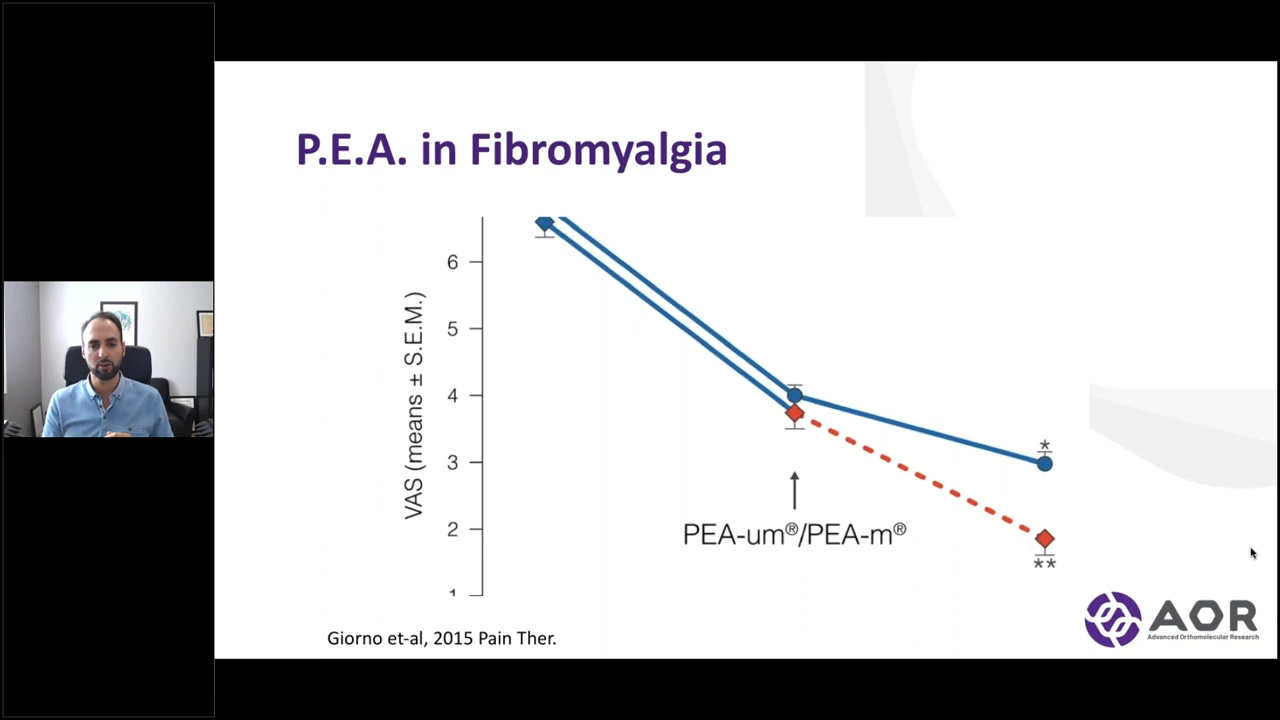 P.E.A. in Fibromyalgia
VAS (means ± S.E.M.)
6
5
4
3
2
1
*
**
PEA-um®/PEA-m®
Giorno et-al, 2015 Pain Ther.
AOR
Advanced Orthomolecular Research